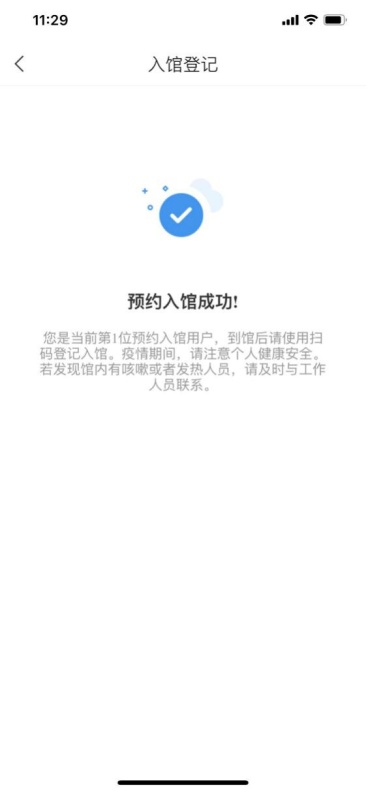 11:29
入馆登记
预约入馆成功!
您是当前第1位预约入馆用户，到馆后请使用扫
码登记入馆。疫情期间，请注意个人健康安全。
若发现馆内有咳嗽或者发热人员，请及时与工作
人员联系。